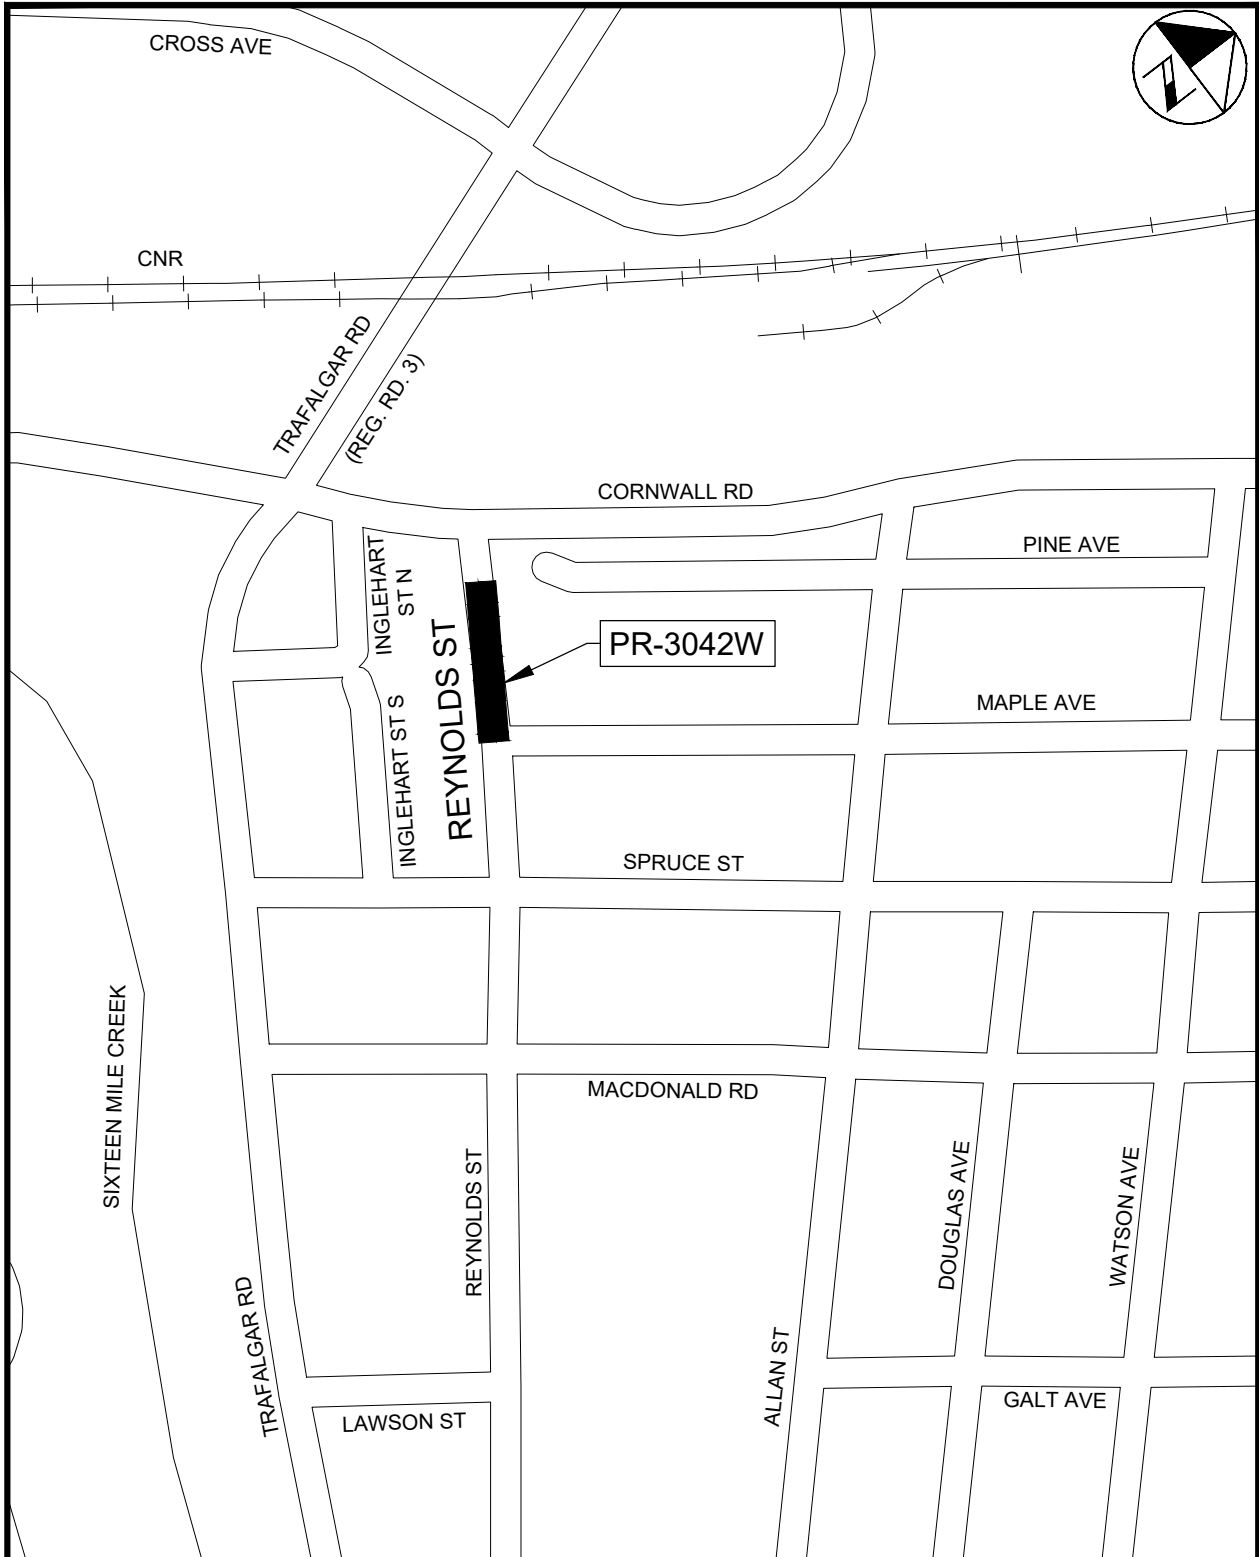 CROSS AVE
CNR
TRAFALGAR RD
(REG. RD. 3)
CORNWALL RD
PINE AVE
INGLEHART
ST N
REYNOLDS ST
PR-3042W
INGLEHART ST S
MAPLE AVE
SPRUCE ST
SIXTEEN MILE CREEK
MACDONALD RD
REYNOLDS ST
DOUGLAS AVE
WATSON AVE
TRAFALGAR RD
ALLAN ST
LAWSON ST
GALT AVE
N